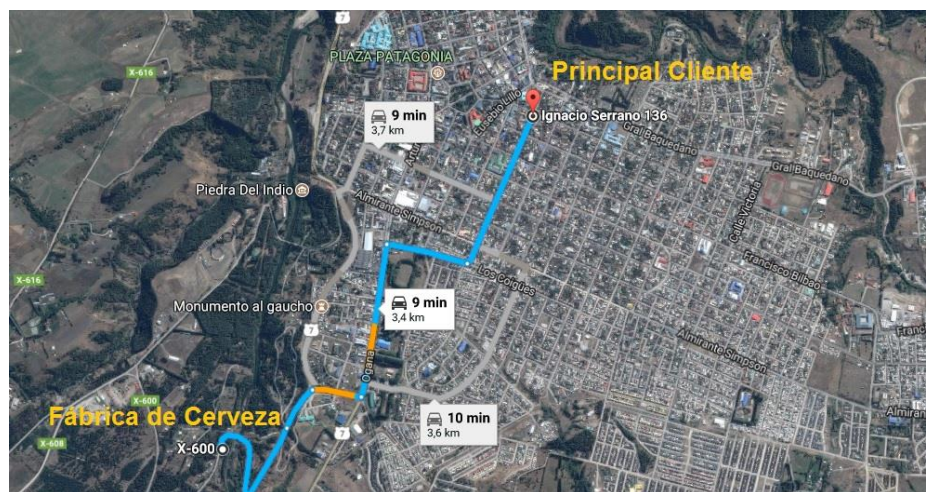 7
X-616
PLAZA PATAGONIA
Principal Cliente
Eusebio Lillo
Ignacio Serrano 136
9 min
3,7 km
Gral Baquedano
Gral Baquedano
Piedra Del Indio
Almirante Simpson
Calle Victoria
Francisco Bilbao
X-616
Los Coigües
Monumento al gaucho
9 min
3,4 km
7
Almirante Simpson
Ogana
X-600
Fábrica de Cerveza
10 min
3,6 km
7
X-608
X-600